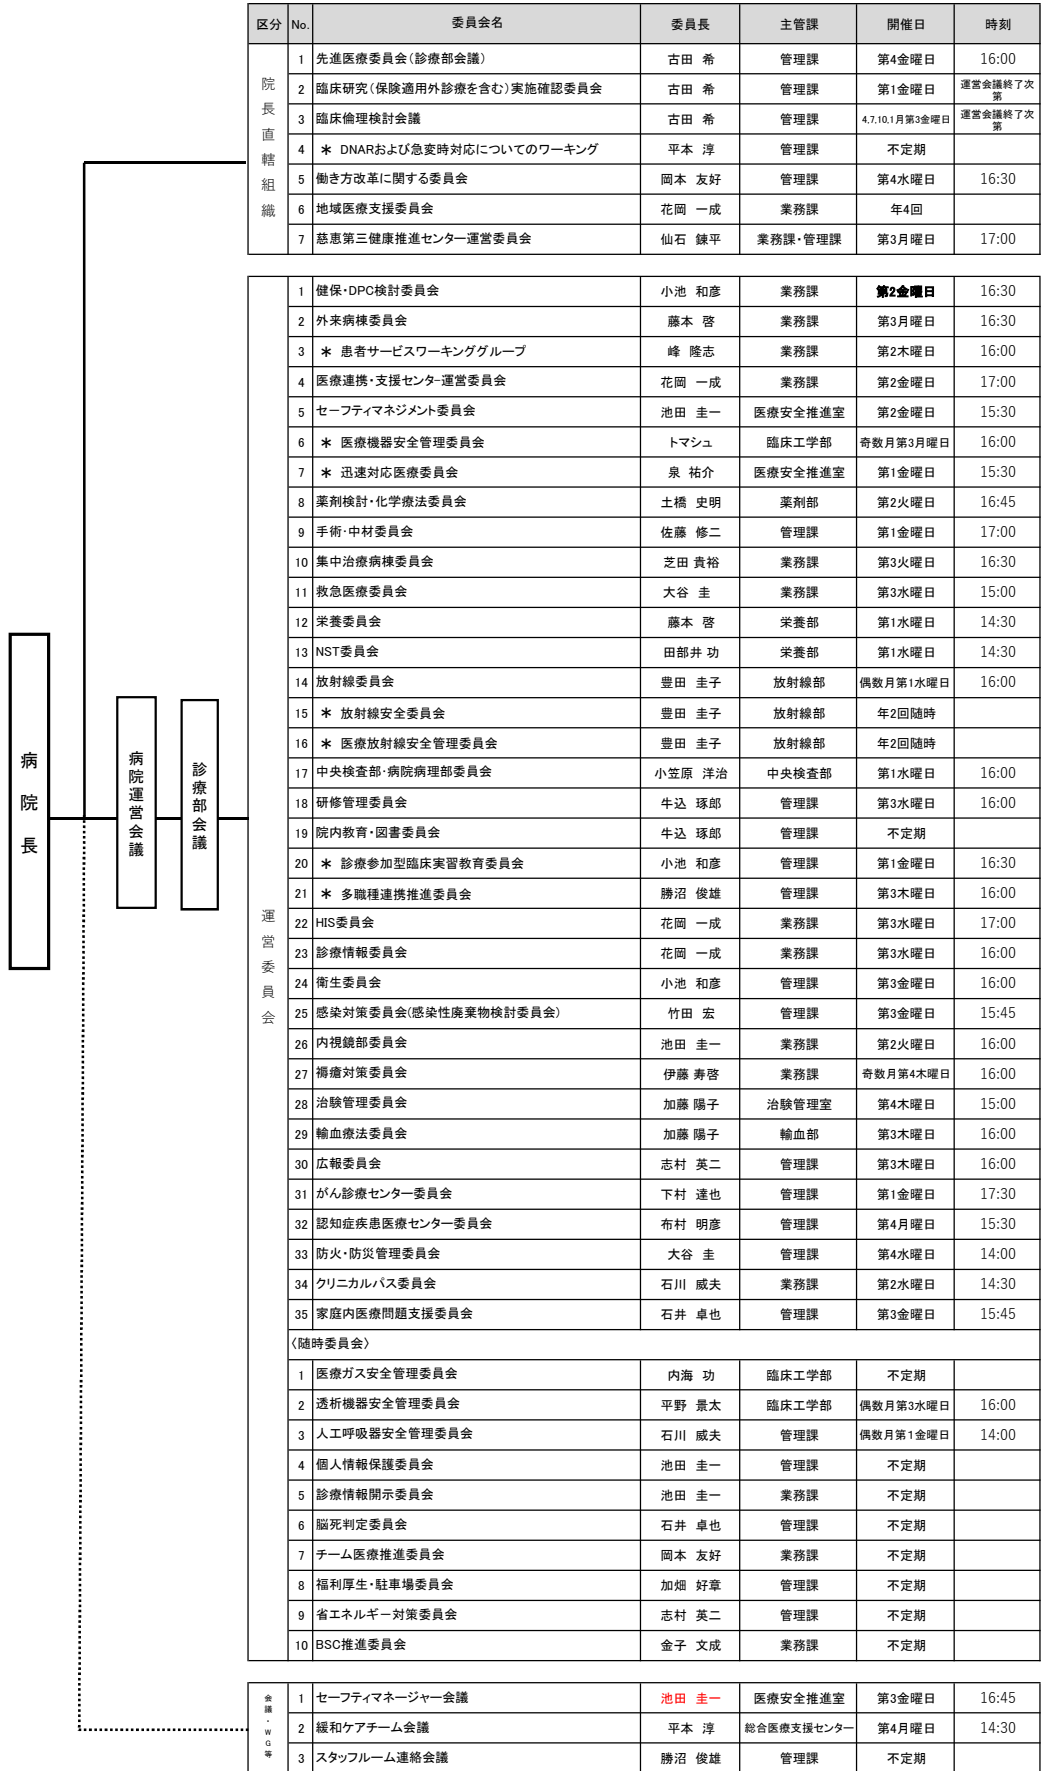 区分 No. 委員会名 委員長 主管課 開催日 時刻
院長直轄組織
1 先進医療委員会（診療部会議） 古田 希 管理課 第4金曜日 16:00
2 臨床研究（保険適用外診療を含む）実施確認委員会 古田 希 管理課 第1金曜日 運営会議終了次第
3 臨床倫理検討会議 古田 希 管理課 4,7,10,1月第3金曜日 運営会議終了次第
4 ＊ DNARおよび急変時対応についてのワーキング 平本 淳 管理課 不定期
5 働き方改革に関する委員会 岡本 友好 管理課 第4水曜日 16:30
6 地域医療支援委員会 花岡 一成 業務課 年4回
7 慈恵第三健康推進センター運営委員会 仙石 錬平 業務課・管理課 第3月曜日 17:00
病院長
病院運営会議
診療部会議
運営委員会
1 健保・DPC検討委員会 小池 和彦 業務課 第2金曜日 16:30
2 外来病棟委員会 藤本 啓 業務課 第3月曜日 16:30
3 ＊ 患者サービスワーキンググループ 峰 隆志 業務課 第2木曜日 16:00
4 医療連携・支援センタｰ運営委員会 花岡 一成 業務課 第2金曜日 17:00
5 セーフティマネジメント委員会 池田 圭一 医療安全推進室 第2金曜日 15:30
6 ＊ 医療機器安全管理委員会 トマシュ 臨床工学部 奇数月第3月曜日 16:00
7 ＊ 迅速対応医療委員会 泉 祐介 医療安全推進室 第1金曜日 15:30
8 薬剤検討・化学療法委員会 土橋 史明 薬剤部 第2火曜日 16:45
9 手術・中材委員会 佐藤 修二 管理課 第1金曜日 17:00
10 集中治療病棟委員会 芝田 貴裕 業務課 第3火曜日 16:30
11 救急医療委員会 大谷 圭 業務課 第3水曜日 15:00
12 栄養委員会 藤本 啓 栄養部 第1水曜日 14:30
13 NST委員会 田部井 功 栄養部 第1水曜日 14:30
14 放射線委員会 豊田 圭子 放射線部 偶数月第1水曜日 16:00
15 ＊ 放射線安全委員会 豊田 圭子 放射線部 年2回随時
16 ＊ 医療放射線安全管理委員会 豊田 圭子 放射線部 年2回随時
17 中央検査部・病院病理部委員会 小笠原 洋治 中央検査部 第1水曜日 16:00
18 研修管理委員会 牛込 琢郎 管理課 第3水曜日 16:00
19 院内教育・図書委員会 牛込 琢郎 管理課 不定期
20 ＊ 診療参加型臨床実習教育委員会 小池 和彦 管理課 第1金曜日 16:30
21 ＊ 多職種連携推進委員会 勝沼 俊雄 管理課 第3木曜日 16:00
22 HIS委員会 花岡 一成 業務課 第3水曜日 17:00
23 診療情報委員会 花岡 一成 業務課 第3水曜日 16:00
24 衛生委員会 小池 和彦 管理課 第3金曜日 16:00
25 感染対策委員会(感染性廃棄物検討委員会) 竹田 宏 管理課 第3金曜日 15:45
26 内視鏡部委員会 池田 圭一 業務課 第2火曜日 16:00
27 褥瘡対策委員会 伊藤 寿啓 業務課 奇数月第4木曜日 16:00
28 治験管理委員会 加藤 陽子 治験管理室 第4木曜日 15:00
29 輸血療法委員会 加藤 陽子 輸血部 第3木曜日 16:00
30 広報委員会 志村 英二 管理課 第3木曜日 16:00
31 がん診療センター委員会 下村 達也 管理課 第1金曜日 17:30
32 認知症疾患医療センター委員会 布村 明彦 管理課 第4月曜日 15:30
33 防火・防災管理委員会 大谷 圭 管理課 第4水曜日 14:00
34 クリニカルパス委員会 石川 威夫 業務課 第2水曜日 14:30
35 家庭内医療問題支援委員会 石井 卓也 管理課 第3金曜日 15:45
〈随時委員会〉
1 医療ガス安全管理委員会 内海 功 臨床工学部 不定期
2 透析機器安全管理委員会 平野 景太 臨床工学部 偶数月第3水曜日 16:00
3 人工呼吸器安全管理委員会 石川 威夫 管理課 偶数月第1金曜日 14:00
4 個人情報保護委員会 池田 圭一 管理課 不定期
5 診療情報開示委員会 池田 圭一 業務課 不定期
6 脳死判定委員会 石井 卓也 管理課 不定期
7 チーム医療推進委員会 岡本 友好 業務課 不定期
8 福利厚生・駐車場委員会 加畑 好章 管理課 不定期
9 省エネルギー対策委員会 志村 英二 管理課 不定期
10 BSC推進委員会 金子 文成 業務課 不定期
会議・WG等
1 セーフティマネージャー会議 池田 圭一 医療安全推進室 第3金曜日 16:45
2 緩和ケアチーム会議 平本 淳 総合医療支援センター 第4月曜日 14:30
3 スタッフルーム連絡会議 勝沼 俊雄 管理課 不定期